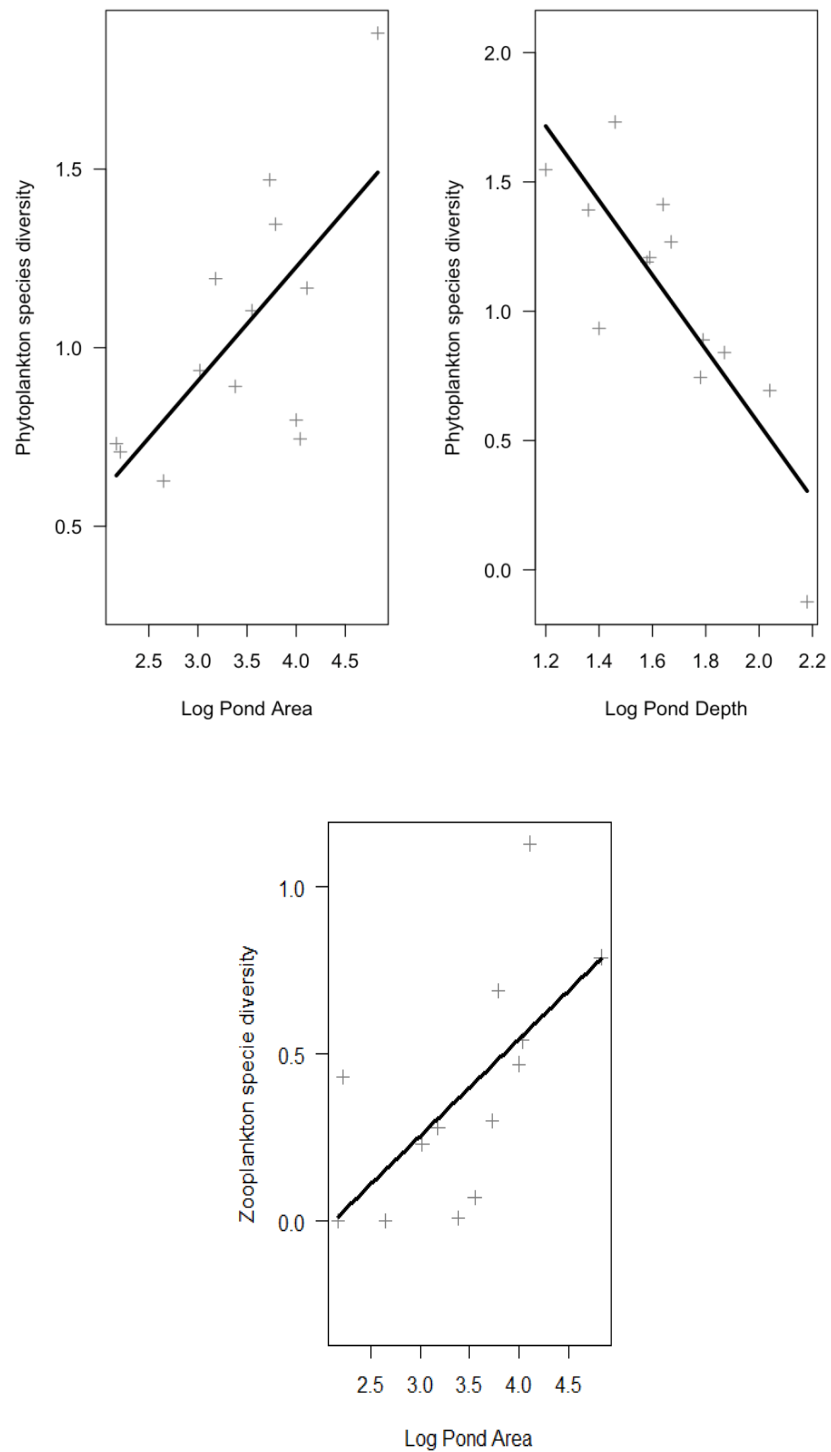 Phytoplankton species diversity
1.5
1.0
0.5
2.5 3.0 3.5 4.0 4.5
Log Pond Area
Phytoplankton species diversity
2.0
1.5
1.0
0.5
0.0
1.2 1.4 1.6 1.8 2.0 2.2
Log Pond Depth
Zooplankton specie diversity
1.0
0.5
0.0
2.5 3.0 3.5 4.0 4.5
Log Pond Area